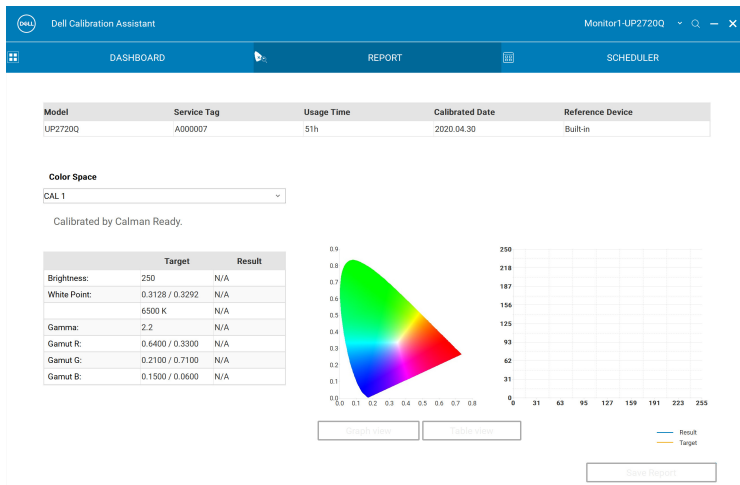 DELL Dell Calibration Assistant Monitor1-UP2720Q
DASHBOARD REPORT SCHEDULER
Model Service Tag Usage Time Calibrated Date Reference Device
UP2720Q A000007 51h 2020.04.30 Built-in
Color Space
CAL 1
Calibrated by Calman Ready.
Target Result
Brightness: 250 N/A
White Point: 0.3128 / 0.3292 N/A
6500 K N/A
Gamma: 2.2 N/A
Gamut R: 0.6400 / 0.3300 N/A
Gamut G: 0.2100 / 0.7100 N/A
Gamut B: 0.1500 / 0.0600 N/A
0.9
0.8
0.7
0.6
0.5
0.4
0.3
0.2
0.1
0.0
0.0 0.1 0.2 0.3 0.4 0.5 0.6 0.7 0.8
250
218
187
156
125
93
62
31
0
0 31 63 95 127 159 191 223 255
Graph view Table view
Result
Target
Save Report